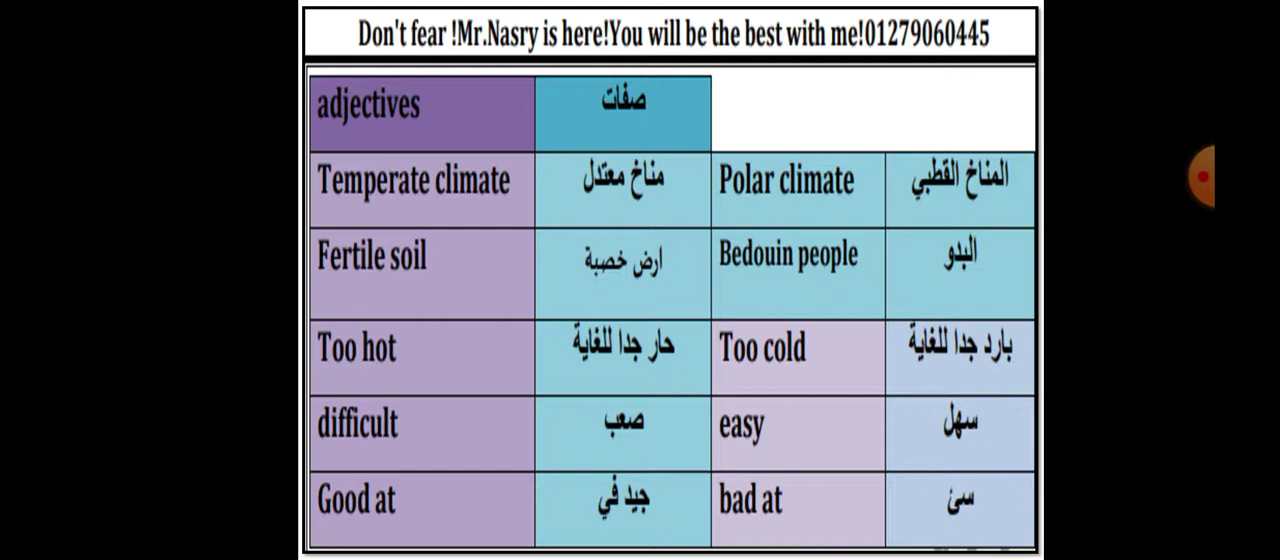 Don't fear !Mr.Nasry is here!You will be the best with me!01279060445
adjectives صفات
Temperate climate مناخ معتدل Polar climate المناخ القطبي
Fertile soil ارض خصبة Bedouin people البدو
Too hot حار جدا للغاية Too cold بارد جدا للغاية
difficult صعب easy سهل
Good at جيد في bad at سئ